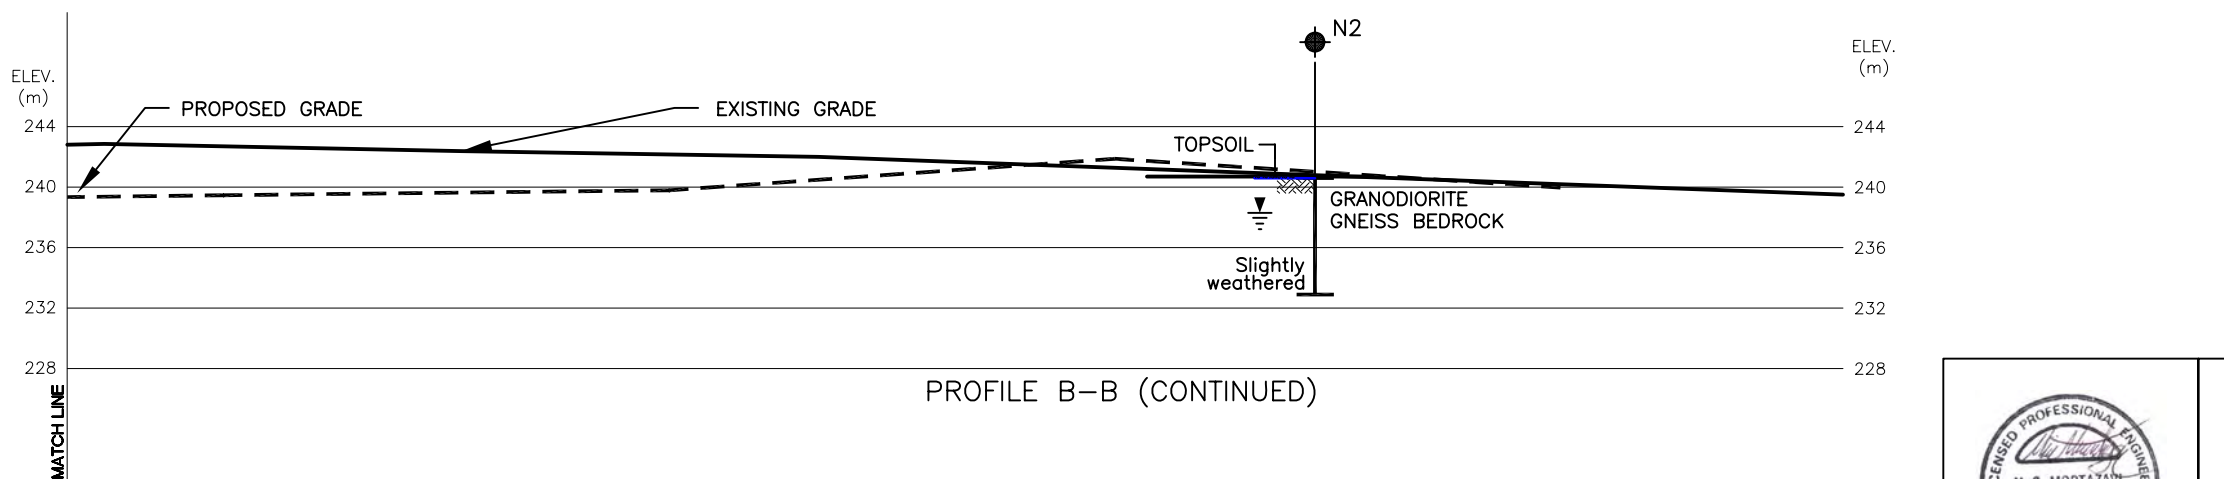 N2
ELEV.
(m)
ELEV.
(m)
PROPOSED GRADE
EXISTING GRADE
244
244
TOPSOIL
240
240
GRANODIORITE
GNEISS BEDROCK
236
236
Slightly
weathered
232
232
228
228
PROFILE B-B (CONTINUED)
MATCH LINE
PROFESSIONAL